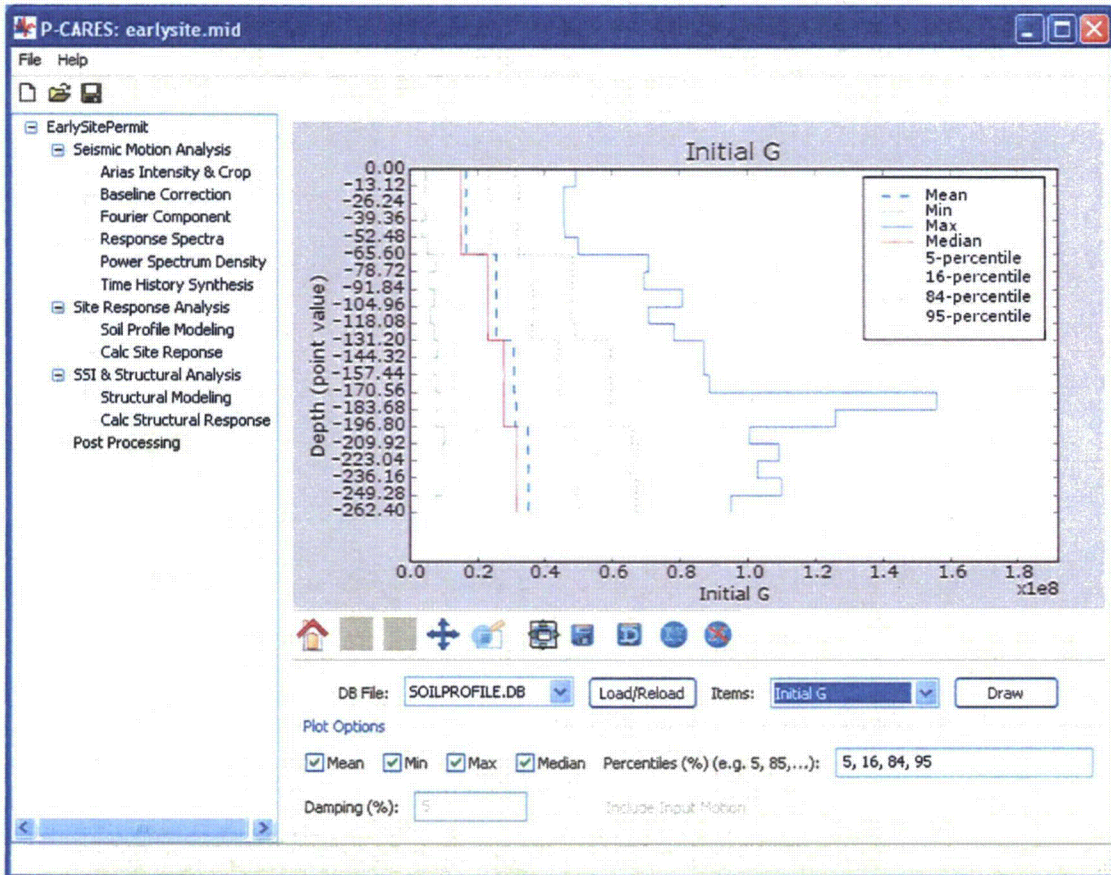 P-CARES: earlysite.mid
File Help
EarlySitePermit
Seismic Motion Analysis
Arias Intensity & Crop
Baseline Correction
Fourier Component
Response Spectra
Power Spectrum Density
Time History Synthesis
Site Response Analysis
Soil Profile Modeling
Calc Site Reponse
SSI & Structural Analysis
Structural Modeling
Calc Structural Response
Post Processing
Initial G
0.00
-13.12
-26.24
-39.36
-52.48
-65.60
-78.72
-91.84
-104.96
-118.08
-131.20
-144.32
-157.44
-170.56
-183.68
-196.80
-209.92
-223.04
-236.16
-249.28
-262.40
Depth (point value)
Mean
Min
Max
Median
5-percentile
16-percentile
84-percentile
95-percentile
0.0 0.2 0.4 0.6 0.8 1.0 1.2 1.4 1.6 1.8
x1e8
Initial G
DB File: SOILPROFILE.DB Load/Reload Items: Initial G Draw
Plot Options
Mean Min Max Median Percentiles (%) (e.g. 5, 85,...): 5, 16, 84, 95
Damping (%): 5 Include Input Motion